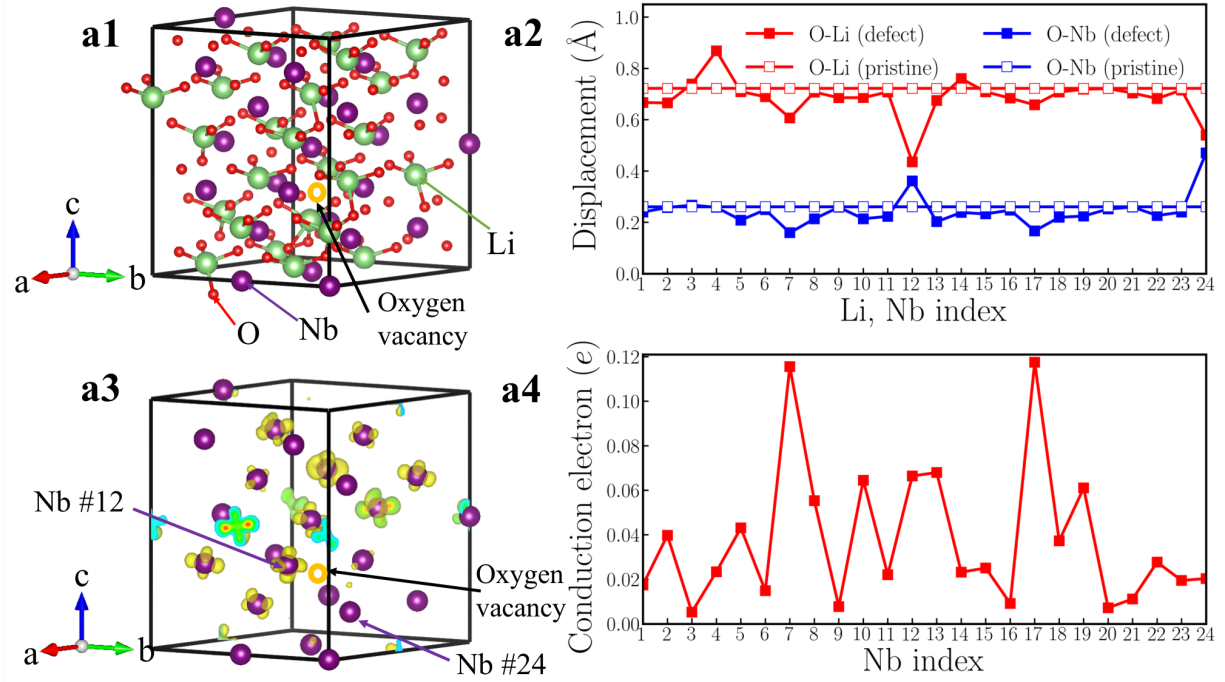 a1
c
a
b
O
Nb
Oxygen
vacancy
Li
a2
1.0
0.8
0.6
0.4
0.2
0.0
Displacement (Å)
O-Li (defect)
O-Li (pristine)
O-Nb (defect)
O-Nb (pristine)
1 2 3 4 5 6 7 8 9 10 11 12 13 14 15 16 17 18 19 20 21 22 23 24
Li, Nb index
a3
Nb #12
c
a
b
Oxygen
vacancy
Nb #24
a4
0.12
0.10
0.08
0.06
0.04
0.02
0.00
Conduction electron (e)
1 2 3 4 5 6 7 8 9 10 11 12 13 14 15 16 17 18 19 20 21 22 23 24
Nb index